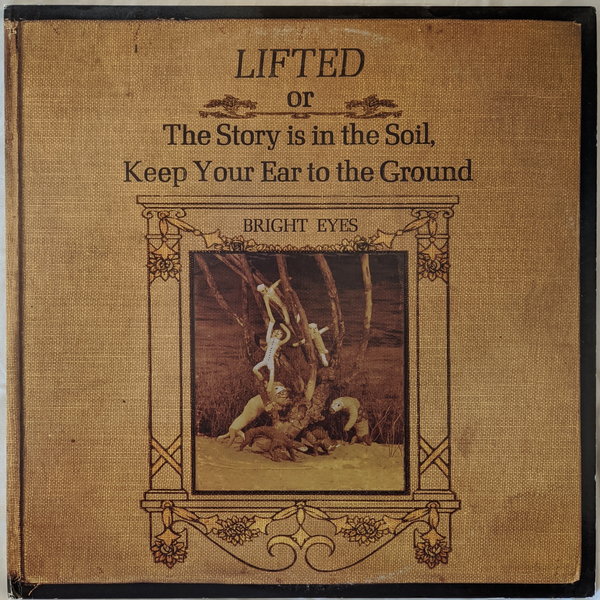 LIFTED
or
The Story is in the Soil,
Keep Your Ear to the Ground
BRIGHT EYES